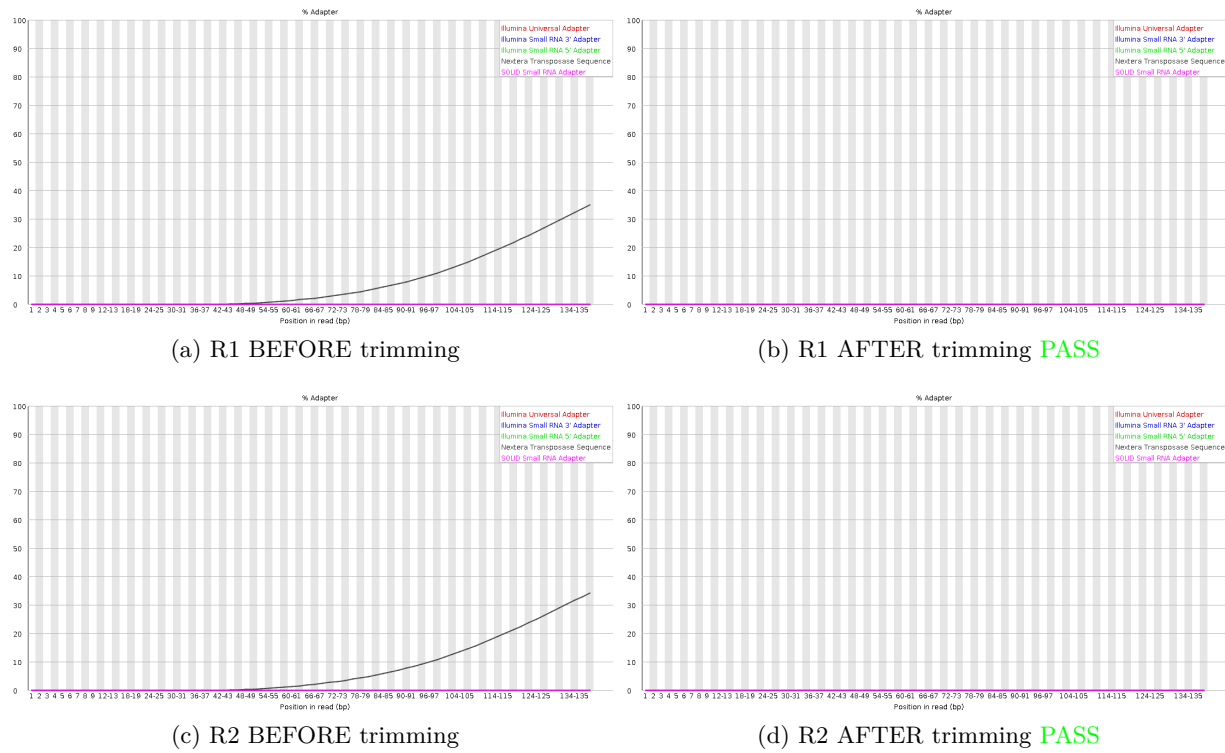 % Adapter
100
90
80
70
60
50
40
30
20
10
0
Illumina Universal Adapter
Illumina Small RNA 3' Adapter
Illumina Small RNA 5' Adapter
Nextera Transposase Sequence
SOLID Small RNA Adapter
1 2 3 4 5 6 7 8 9 12-13 18-19 24-25 30-31 36-37 42-43 48-49 54-55 60-61 66-67 72-73 78-79 84-85 90-91 96-97 104-105 114-115 124-125 134-135
Position in read (bp)
(a) R1 BEFORE trimming
% Adapter
100
90
80
70
60
50
40
30
20
10
0
Illumina Universal Adapter
Illumina Small RNA 3' Adapter
Illumina Small RNA 5' Adapter
Nextera Transposase Sequence
SOLID Small RNA Adapter
1 2 3 4 5 6 7 8 9 12-13 18-19 24-25 30-31 36-37 42-43 48-49 54-55 60-61 66-67 72-73 78-79 84-85 90-91 96-97 104-105 114-115 124-125 134-135
Position in read (bp)
(b) R1 AFTER trimming PASS
% Adapter
100
90
80
70
60
50
40
30
20
10
0
Illumina Universal Adapter
Illumina Small RNA 3' Adapter
Illumina Small RNA 5' Adapter
Nextera Transposase Sequence
SOLID Small RNA Adapter
1 2 3 4 5 6 7 8 9 12-13 18-19 24-25 30-31 36-37 42-43 48-49 54-55 60-61 66-67 72-73 78-79 84-85 90-91 96-97 104-105 114-115 124-125 134-135
Position in read (bp)
(c) R2 BEFORE trimming
% Adapter
100
90
80
70
60
50
40
30
20
10
0
Illumina Universal Adapter
Illumina Small RNA 3' Adapter
Illumina Small RNA 5' Adapter
Nextera Transposase Sequence
SOLID Small RNA Adapter
1 2 3 4 5 6 7 8 9 12-13 18-19 24-25 30-31 36-37 42-43 48-49 54-55 60-61 66-67 72-73 78-79 84-85 90-91 96-97 104-105 114-115 124-125 134-135
Position in read (bp)
(d) R2 AFTER trimming PASS